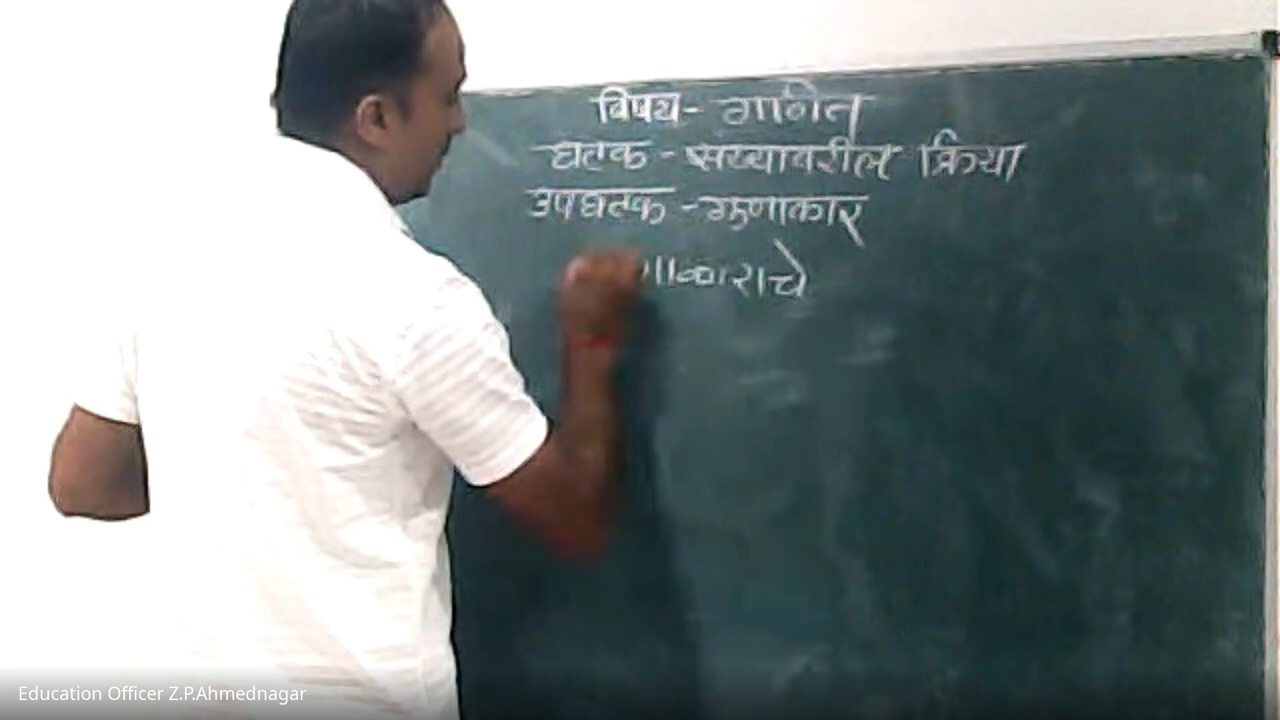 विषय- गणित
घटक - संख्यावरील क्रिया
उपघटक - गुणाकार
Education Officer Z.P.Ahmednagar